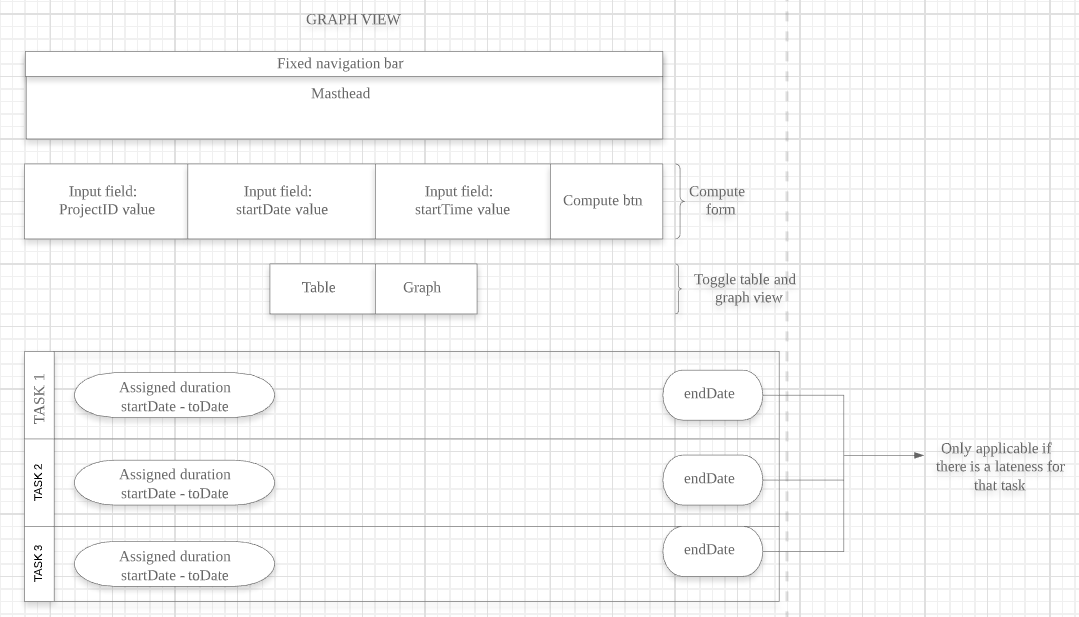 GRAPH VIEW
Fixed navigation bar
Masthead
Input field:
ProjectID value
Input field:
startDate value
Input field:
startTime value
Compute btn
Compute
form
Table
Graph
Toggle table and
graph view
TASK 1
Assigned duration
startDate - toDate
endDate
TASK 2
Assigned duration
startDate - toDate
endDate
TASK 3
Assigned duration
startDate - toDate
endDate
Only applicable if
there is a lateness for
that task